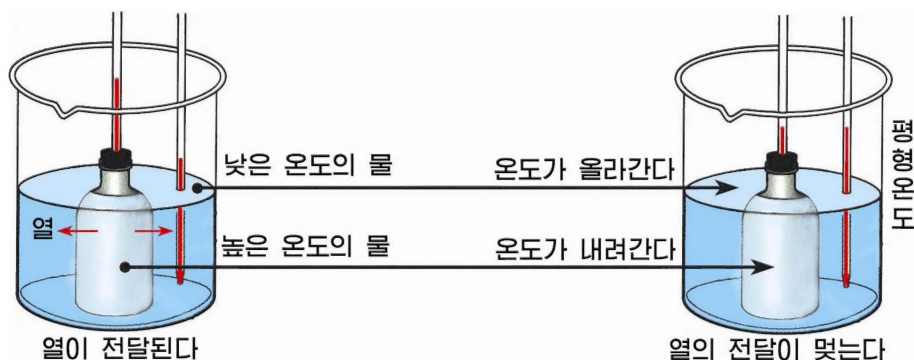 낮은 온도의 물
온도가 올라간다
열
높은 온도의 물
온도가 내려간다
평형온도
열이 전달된다
열의 전달이 멎는다